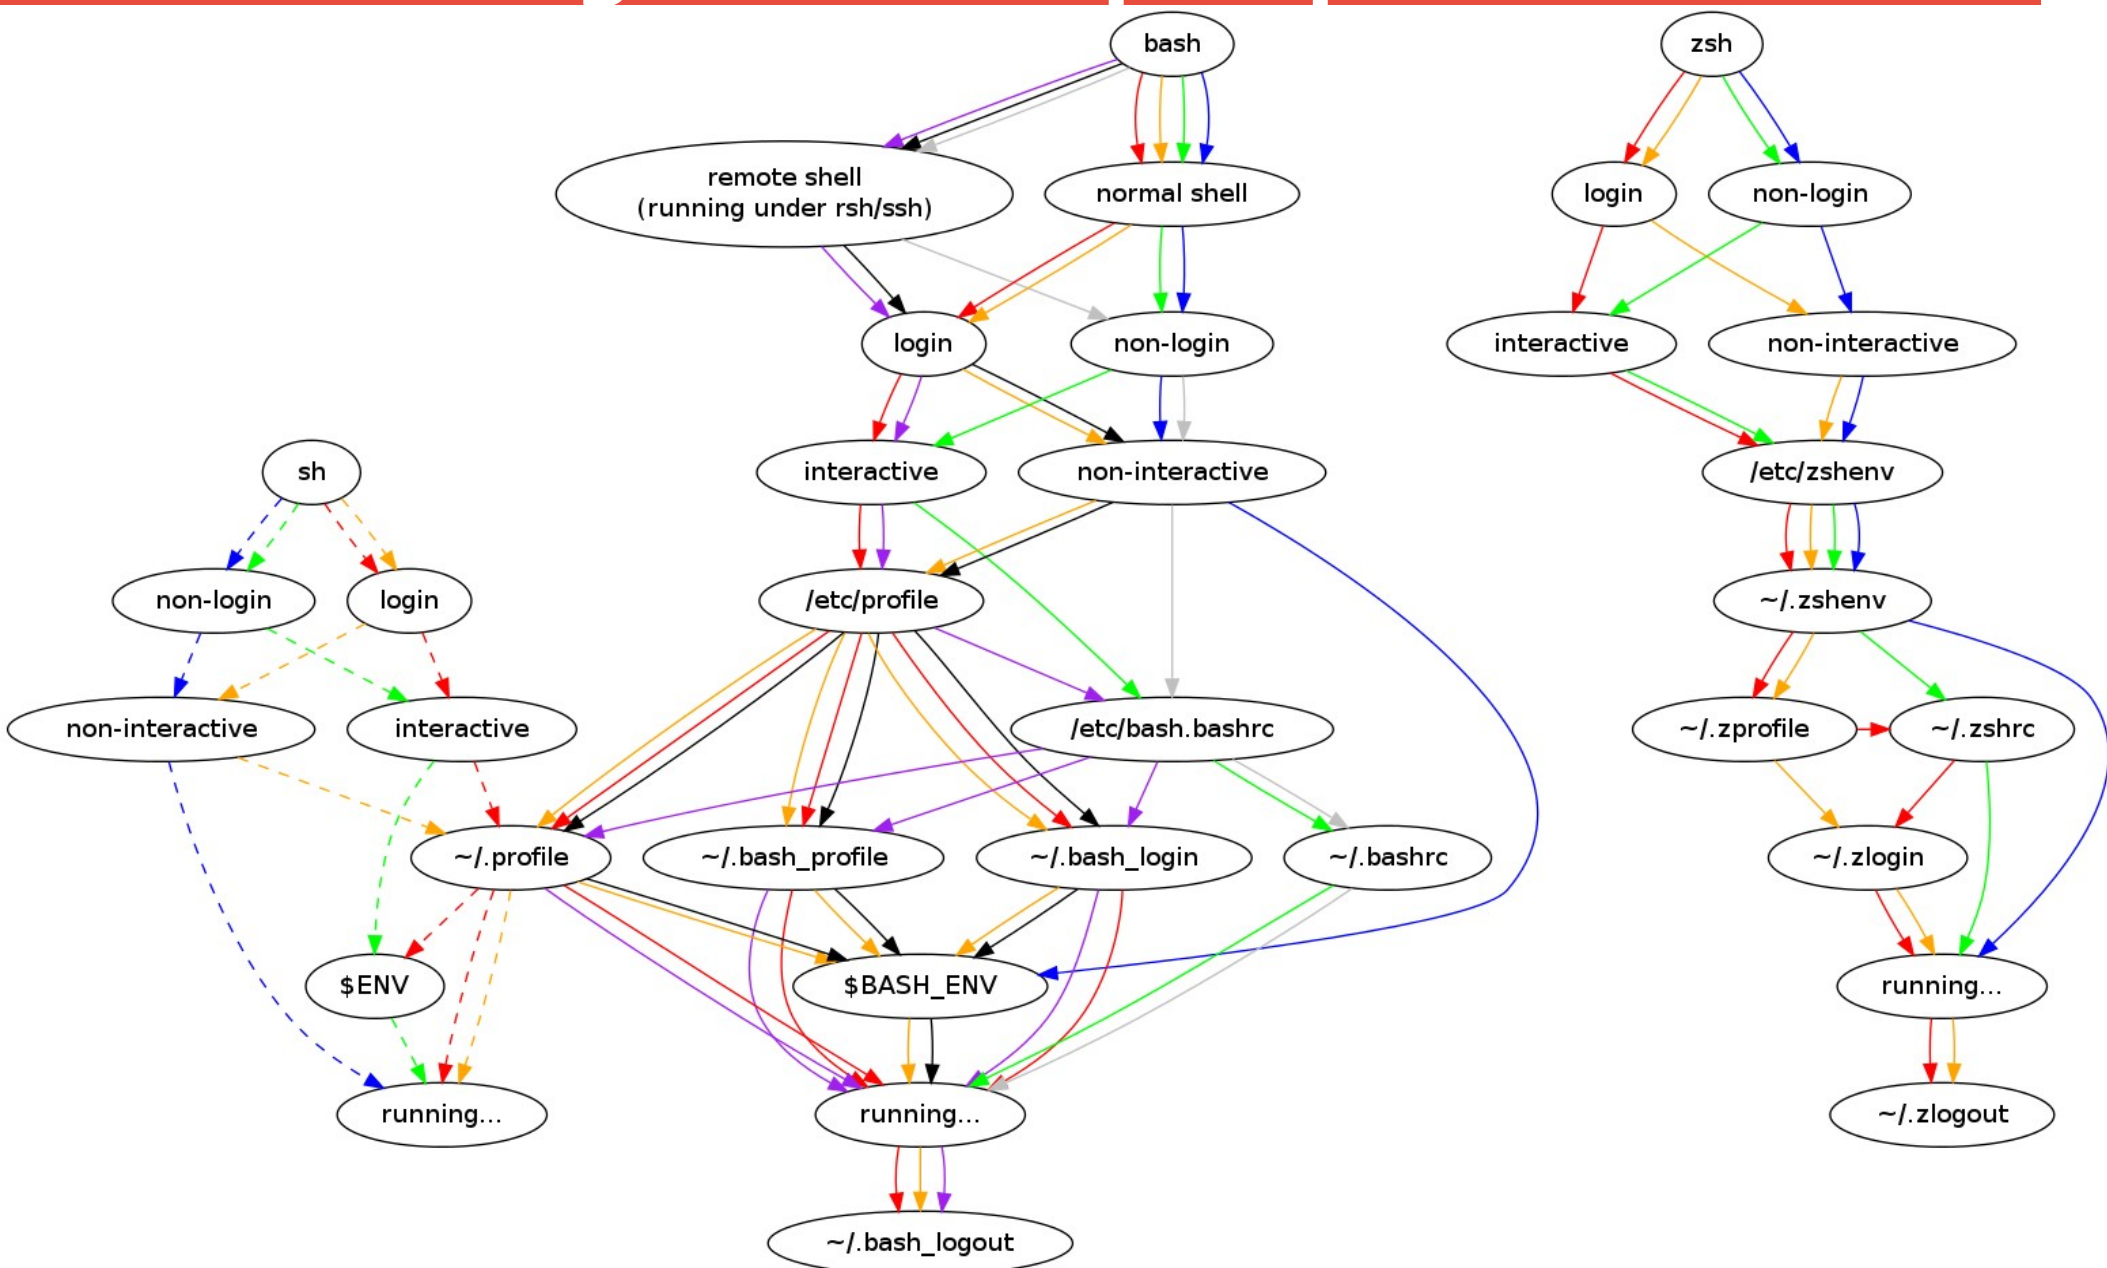 bash
zsh
remote shell
(running under rsh/ssh)
normal shell
login
non-login
login
non-login
interactive
non-interactive
sh
interactive
non-interactive
/etc/zshenv
non-login
login
/etc/profile
~/.zshenv
non-interactive
interactive
/etc/bash.bashrc
~/.zprofile
~/.zshrc
~/.profile
~/.bash_profile
~/.bash_login
~/.bashrc
~/.zlogin
$ENV
$BASH_ENV
running...
running...
running...
~/.zlogout
~/.bash_logout